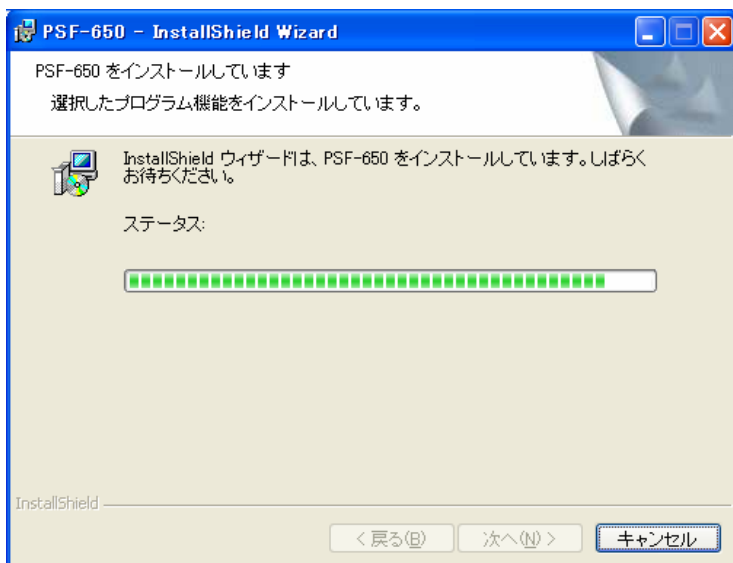 PSF-650 - InstallShield Wizard
PSF-650 をインストールしています
選択したプログラム機能をインストールしています。
InstallShield ウィザードは、PSF-650 をインストールしています。しばらく
お待ちください。
ステータス:
InstallShield
< 戻る(B) 次へ(N) > キャンセル